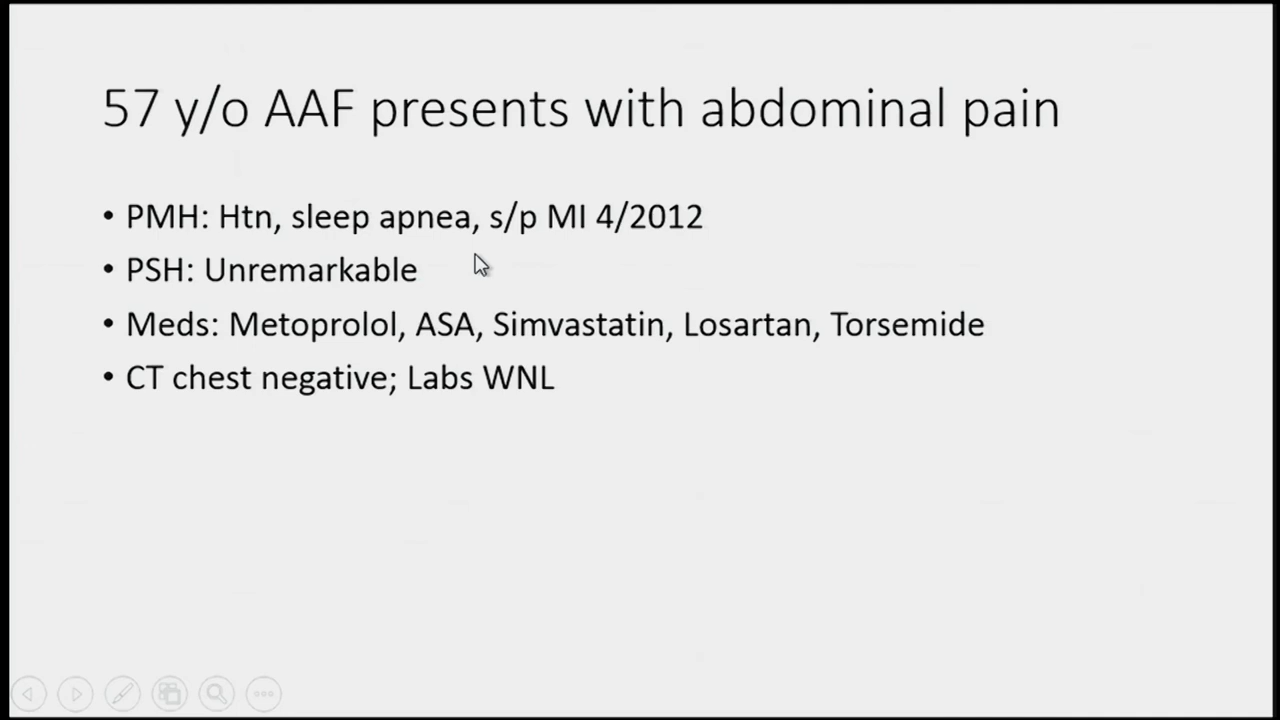 57 y/o AAF presents with abdominal pain
• PMH: Htn, sleep apnea, s/p MI 4/2012
• PSH: Unremarkable
• Meds: Metoprolol, ASA, Simvastatin, Losartan, Torsemide
• CT chest negative; Labs WNL